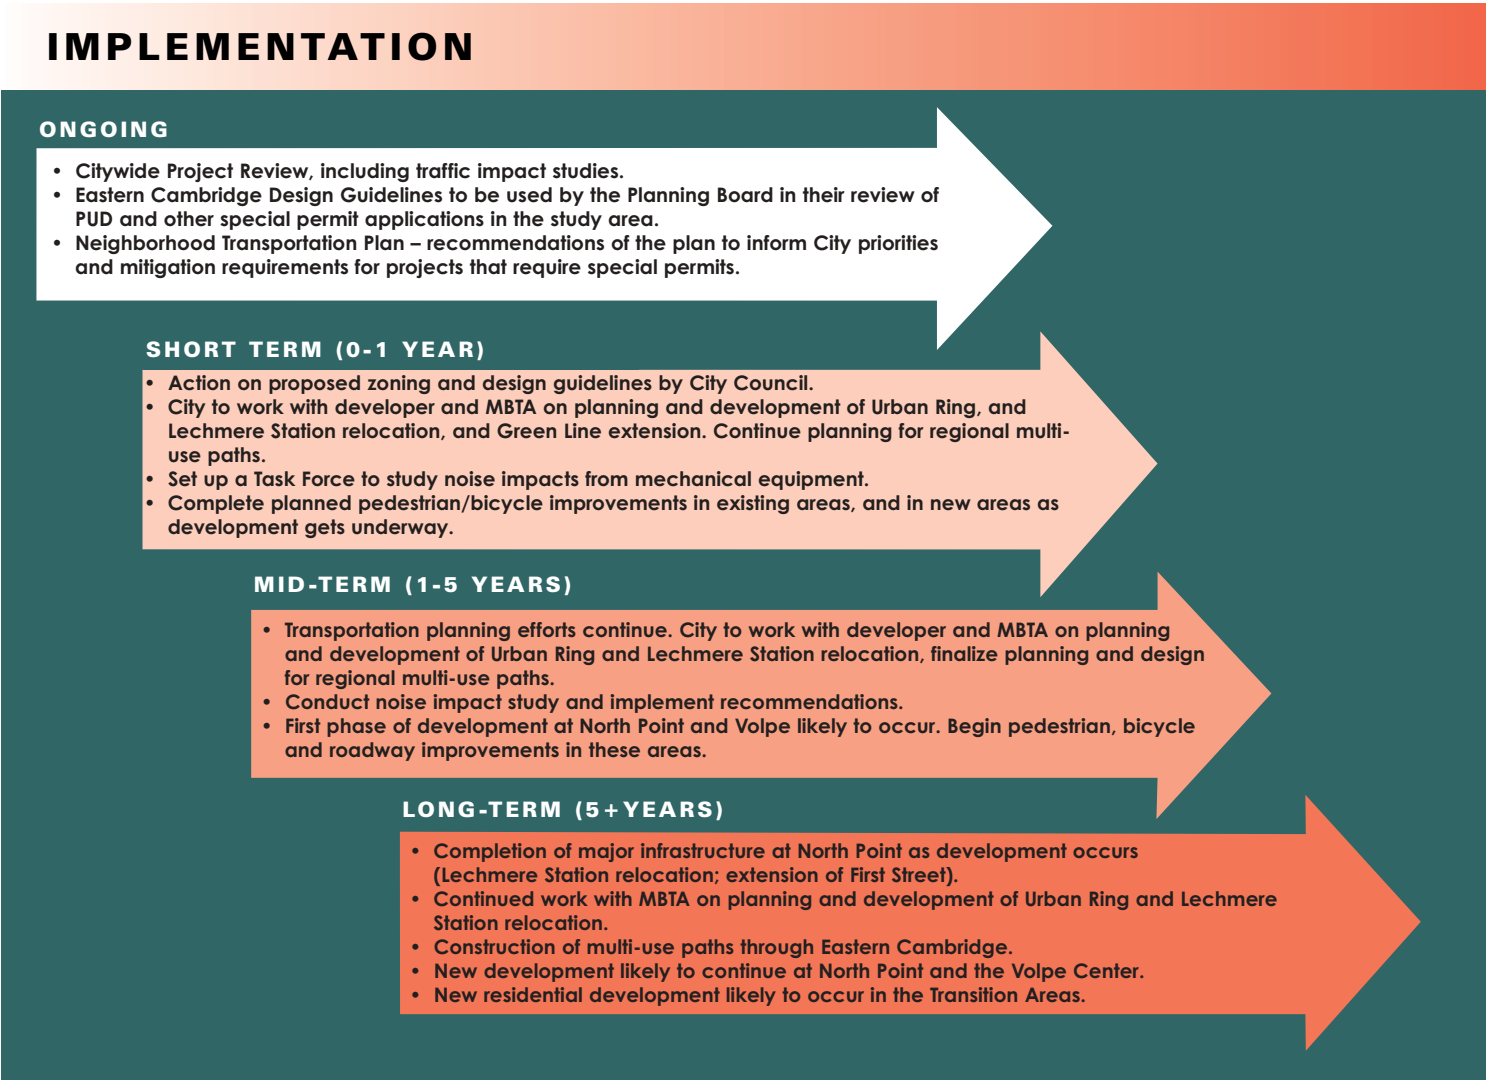 IMPLEMENTATION
ONGOING
• Citywide Project Review, including traffic impact studies.
• Eastern Cambridge Design Guidelines to be used by the Planning Board in their review of
PUD and other special permit applications in the study area.
• Neighborhood Transportation Plan – recommendations of the plan to inform City priorities
and mitigation requirements for projects that require special permits.
SHORT TERM (0-1 YEAR)
• Action on proposed zoning and design guidelines by City Council.
• City to work with developer and MBTA on planning and development of Urban Ring, and
Lechmere Station relocation, and Green Line extension. Continue planning for regional multi-
use paths.
• Set up a Task Force to study noise impacts from mechanical equipment.
• Complete planned pedestrian/bicycle improvements in existing areas, and in new areas as
development gets underway.
MID-TERM (1-5 YEARS)
• Transportation planning efforts continue. City to work with developer and MBTA on planning
and development of Urban Ring and Lechmere Station relocation, finalize planning and design
for regional multi-use paths.
• Conduct noise impact study and implement recommendations.
• First phase of development at North Point and Volpe likely to occur. Begin pedestrian, bicycle
and roadway improvements in these areas.
LONG-TERM (5+YEARS)
• Completion of major infrastructure at North Point as development occurs
(Lechmere Station relocation; extension of First Street).
• Continued work with MBTA on planning and development of Urban Ring and Lechmere
Station relocation.
• Construction of multi-use paths through Eastern Cambridge.
• New development likely to continue at North Point and the Volpe Center.
• New residential development likely to occur in the Transition Areas.